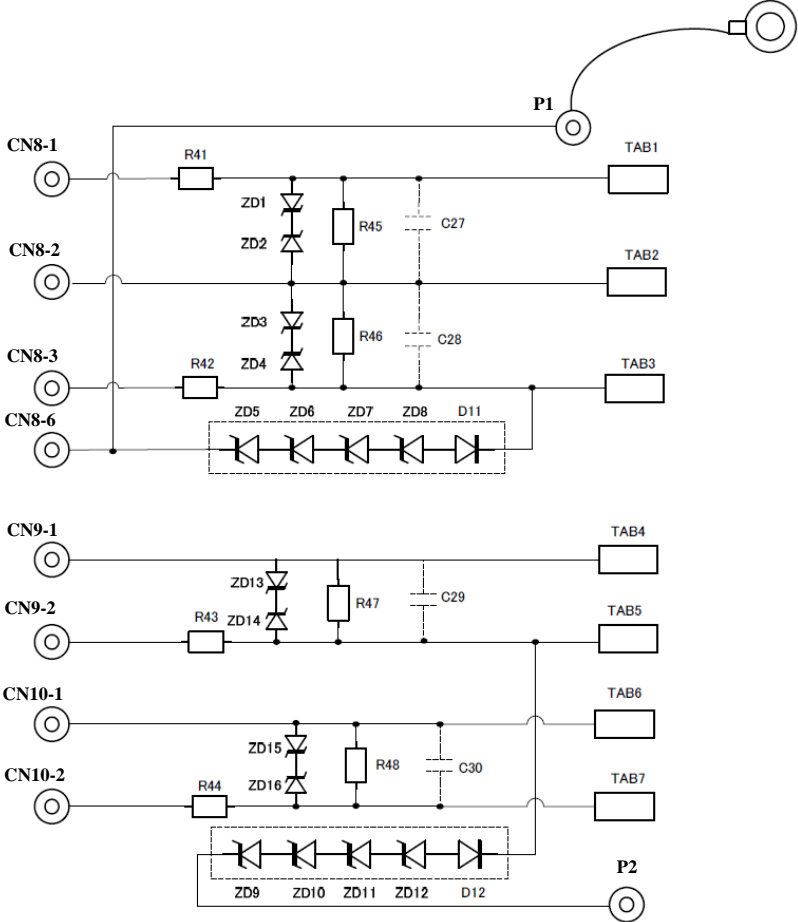 P1
CN8-1
R41
TAB1
ZD1
R45
C27
ZD2
CN8-2
TAB2
ZD3
R46
C28
CN8-3
R42
ZD4
TAB3
CN8-6
ZD5 ZD6 ZD7 ZD8 D11
CN9-1
TAB4
ZD13
R47
C29
CN9-2
R43
ZD14
TAB5
CN10-1
TAB6
ZD15
R48
C30
CN10-2
R44
ZD16
TAB7
P2
ZD9 ZD10 ZD11 ZD12 D12